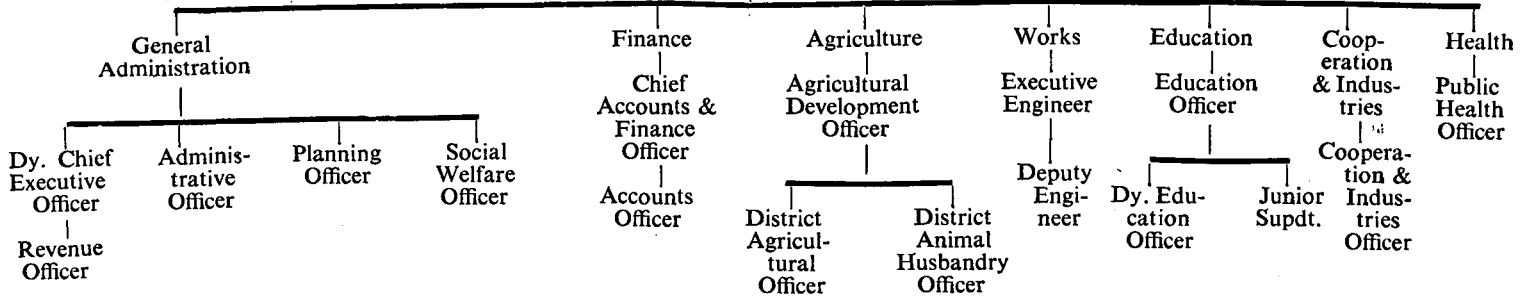 General
Administration
Dy. Chief
Executive
Officer
Revenue
Officer
Adminis-
trative
Officer
Planning
Officer
Social
Welfare
Officer
Finance
Chief
Accounts &
Finance
Officer
Accounts
Officer
Agriculture
Agricultural
Development
Officer
District
Agricul-
tural
Officer
District
Animal
Husbandry
Officer
Works
Executive
Engineer
Deputy
Engi-
neer
Education
Education
Officer
Dy. Edu-
cation
Officer
Junior
Supdt.
Coop-
eration
& Indus-
tries
Coopera-
tion &
Indus-
tries
Officer
Health
Public
Health
Officer